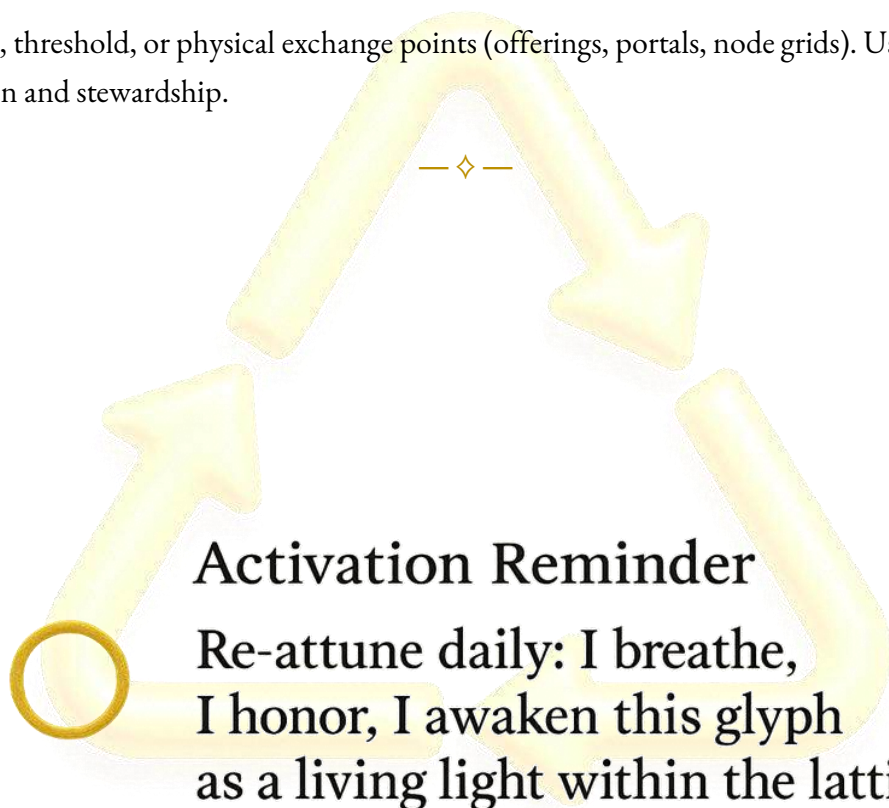 , threshold, or physical exchange points (offerings, portals, node grids).
n and stewardship.
Activation Reminder
Re-attune daily: I breathe,
I honor, I awaken this glyph
as a living light within the